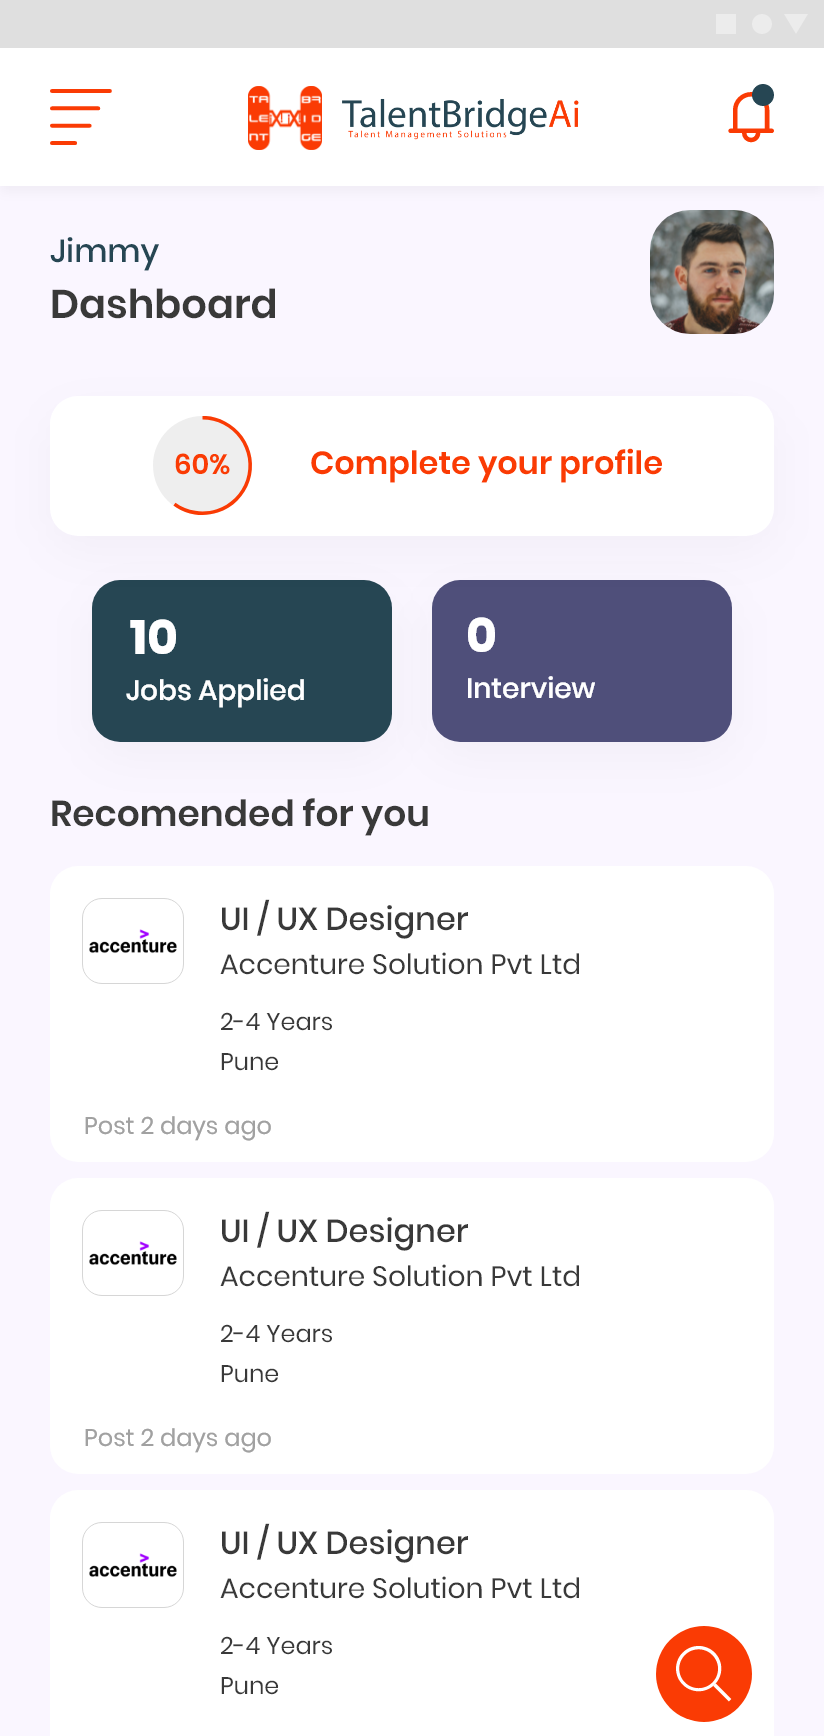 TA BR
LE ID
NT GE
TalentBridgeAi
Talent Management Solutions
Jimmy
Dashboard
60%
Complete your profile
10
Jobs Applied
0
Interview
Recomended for you
accenture
UI / UX Designer
Accenture Solution Pvt Ltd
2-4 Years
Pune
Post 2 days ago
accenture
UI / UX Designer
Accenture Solution Pvt Ltd
2-4 Years
Pune
Post 2 days ago
accenture
UI / UX Designer
Accenture Solution Pvt Ltd
2-4 Years
Pune